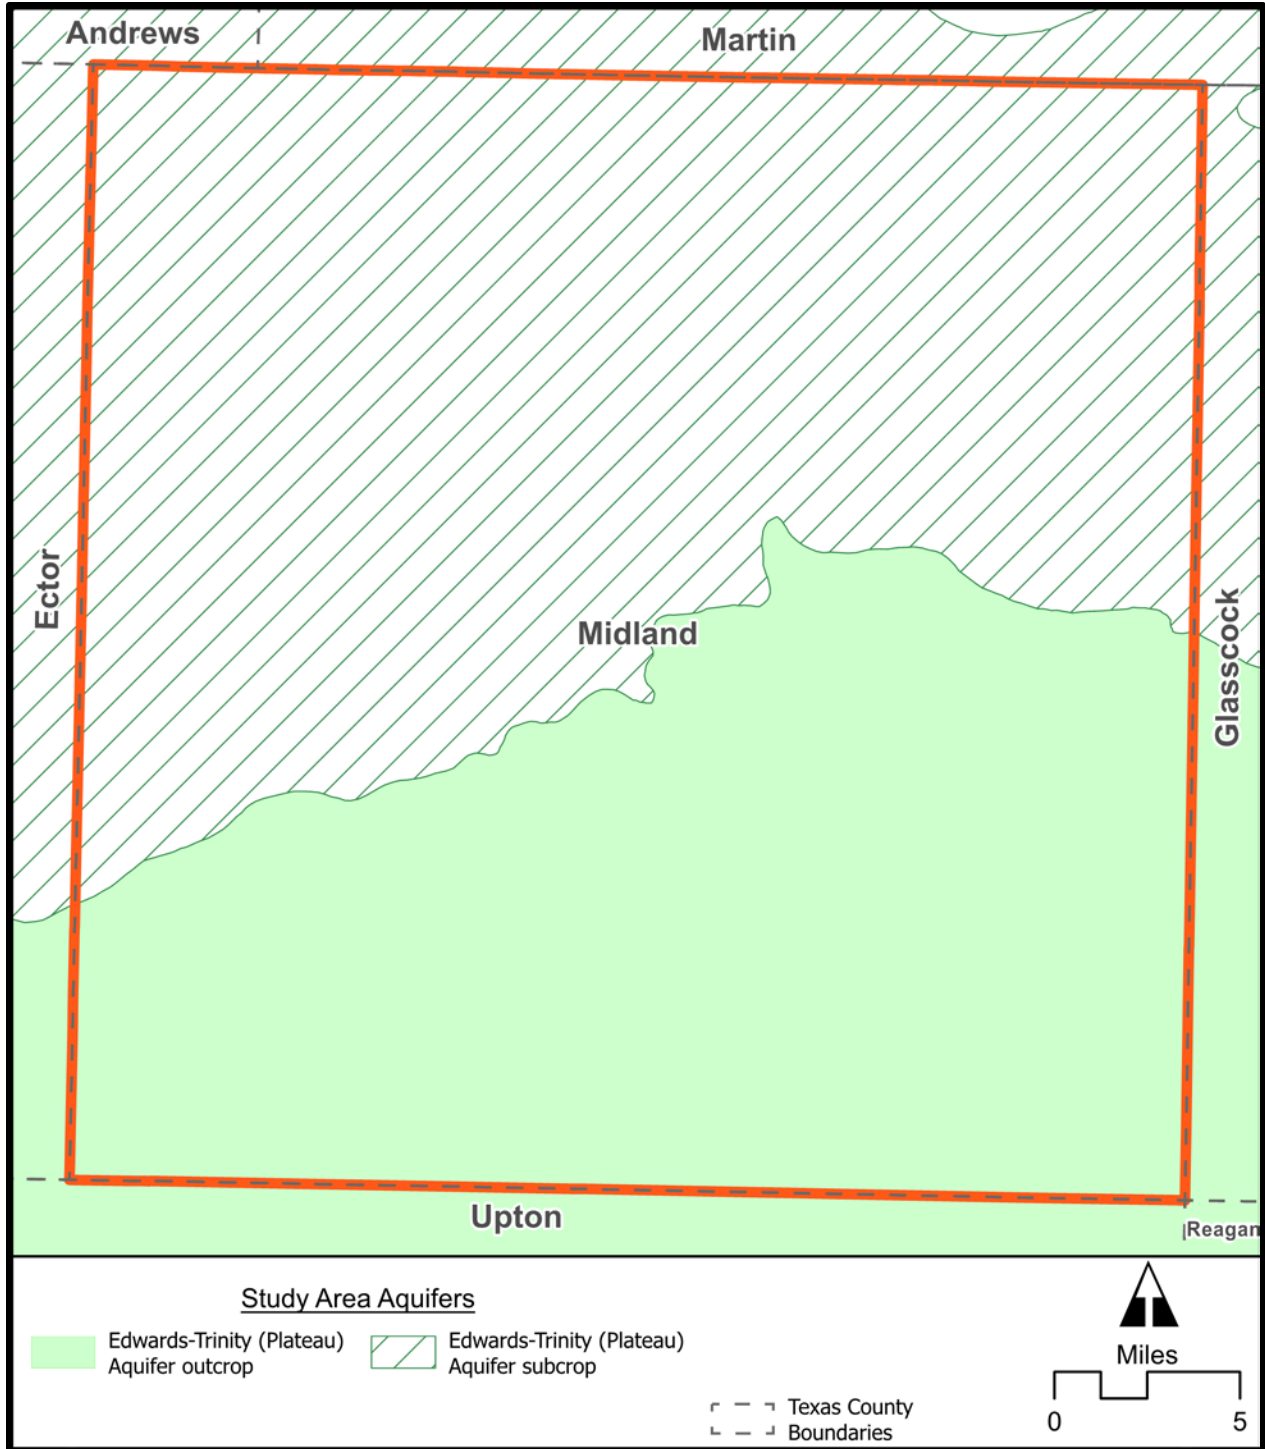 Andrews
Martin
Ector
Midland
Glasscock
Upton
Reagan
Study Area Aquifers
Edwards-Trinity (Plateau)
Aquifer outcrop
Edwards-Trinity (Plateau)
Aquifer subcrop
Miles
0 5
Texas County
Boundaries